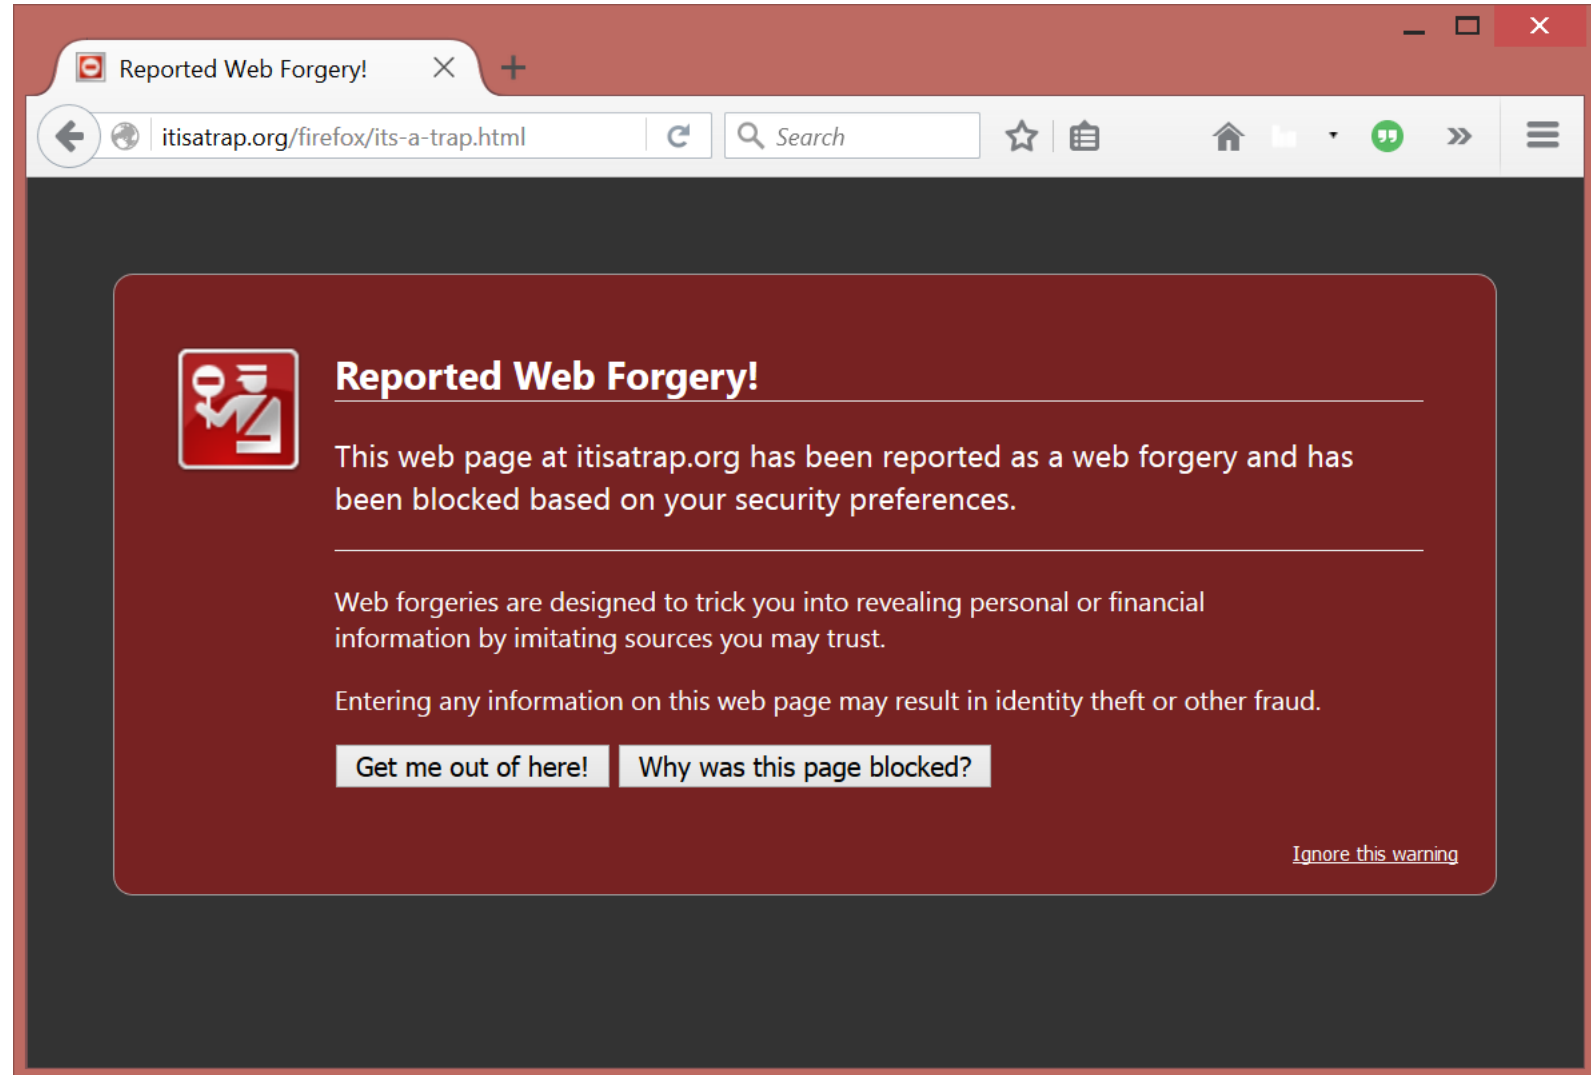 Reported Web Forgery!
itisatrap.org/firefox/its-a-trap.html
Search
Reported Web Forgery!
This web page at itisatrap.org has been reported as a web forgery and has
been blocked based on your security preferences.
Web forgeries are designed to trick you into revealing personal or financial
information by imitating sources you may trust.
Entering any information on this web page may result in identity theft or other fraud.
Get me out of here!
Why was this page blocked?
Ignore this warning